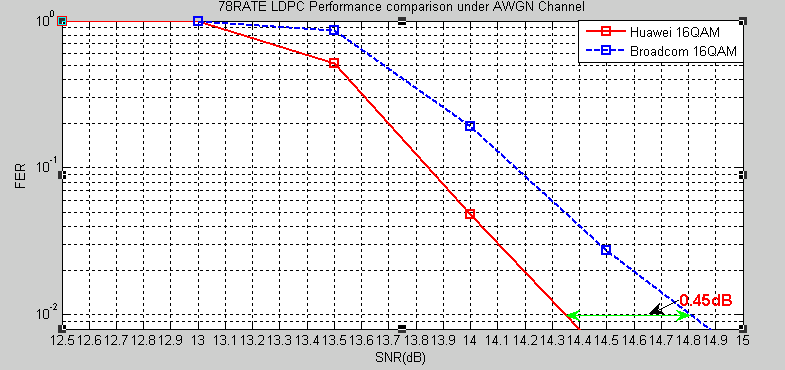 78RATE LDPC Performance comparison under AWGN Channel
Huawei 16QAM
Broadcom 16QAM
10^0
10^-1
10^-2
FER
0.45dB
12.5 12.6 12.7 12.8 12.9 13 13.1 13.2 13.3 13.4 13.5 13.6 13.7 13.8 13.9 14 14.1 14.2 14.3 14.4 14.5 14.6 14.7 14.8 14.9 15
SNR(dB)